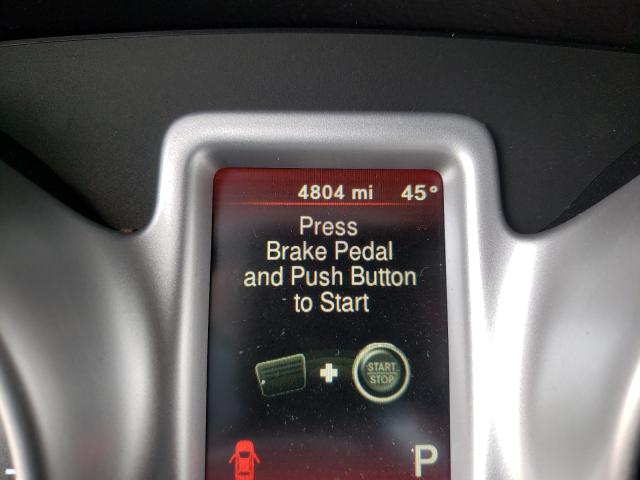 4804 mi 45°
Press
Brake Pedal
and Push Button
to Start
START
STOP
P